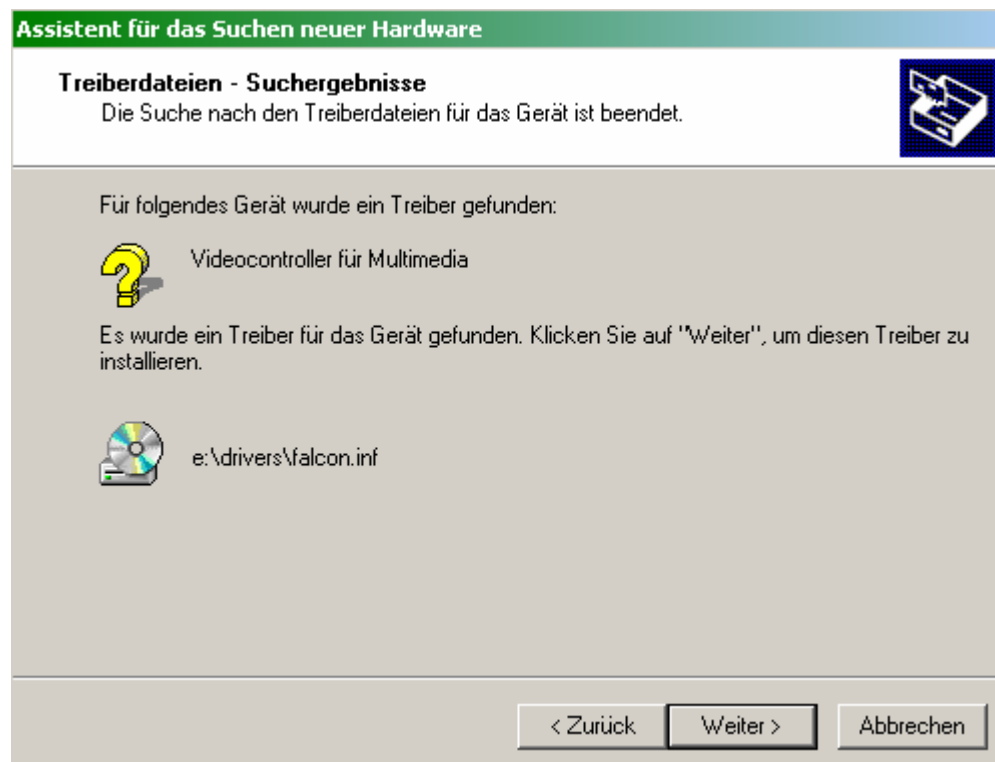 Assistent für das Suchen neuer Hardware
Treiberdateien - Suchergebnisse
Die Suche nach den Treiberdateien für das Gerät ist beendet.
Für folgendes Gerät wurde ein Treiber gefunden:
Videocontroller für Multimedia
Es wurde ein Treiber für das Gerät gefunden. Klicken Sie auf "Weiter", um diesen Treiber zu
installieren.
e:\drivers\falcon.inf
< Zurück Weiter > Abbrechen